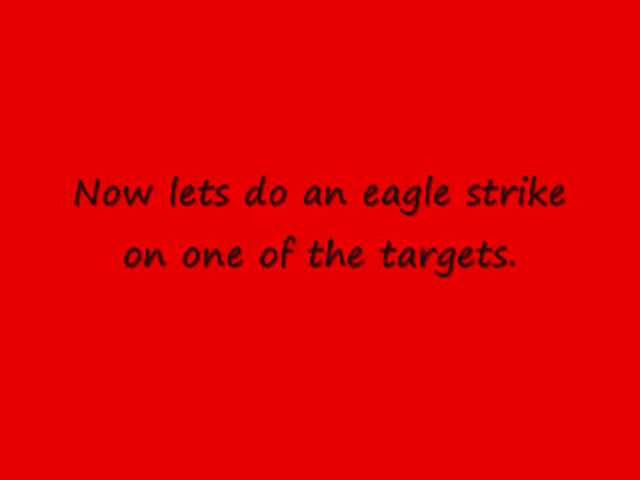 Now lets do an eagle strike
on one of the targets.